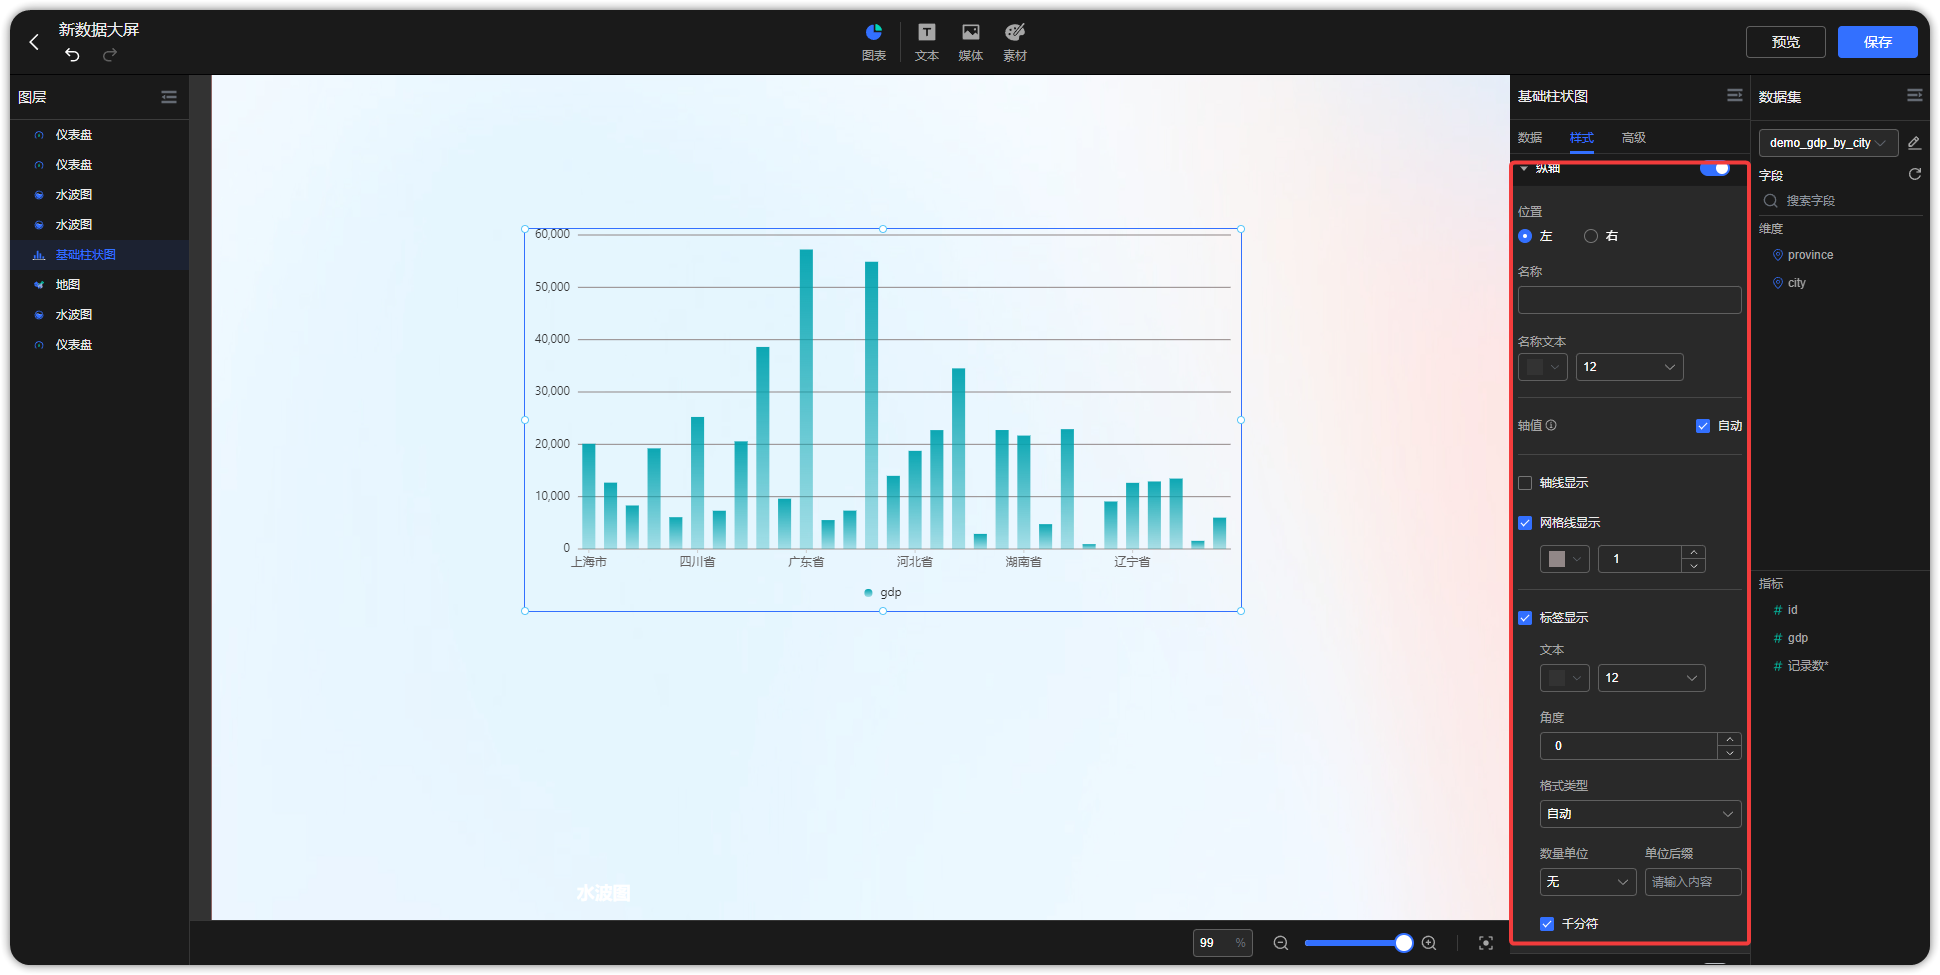 新数据大屏
图表
文本
媒体
素材
预览
保存
图层
仪表盘
仪表盘
水波图
水波图
基础柱状图
地图
水波图
仪表盘
60,000
50,000
40,000
30,000
20,000
10,000
0
上海市 四川省 广东省 河北省 湖南省 辽宁省
gdp
水波图
99 %
基础柱状图
数据 样式 高级
纵轴
位置
左 右
名称
名称文本
12
轴值 自动
轴线显示
网格线显示
1
标签显示
文本
12
角度
0
格式类型
自动
数量单位 单位后缀
无 请输入内容
千分符
数据集
demo_gdp_by_city
字段
搜索字段
维度
province
city
指标
# id
# gdp
# 记录数*